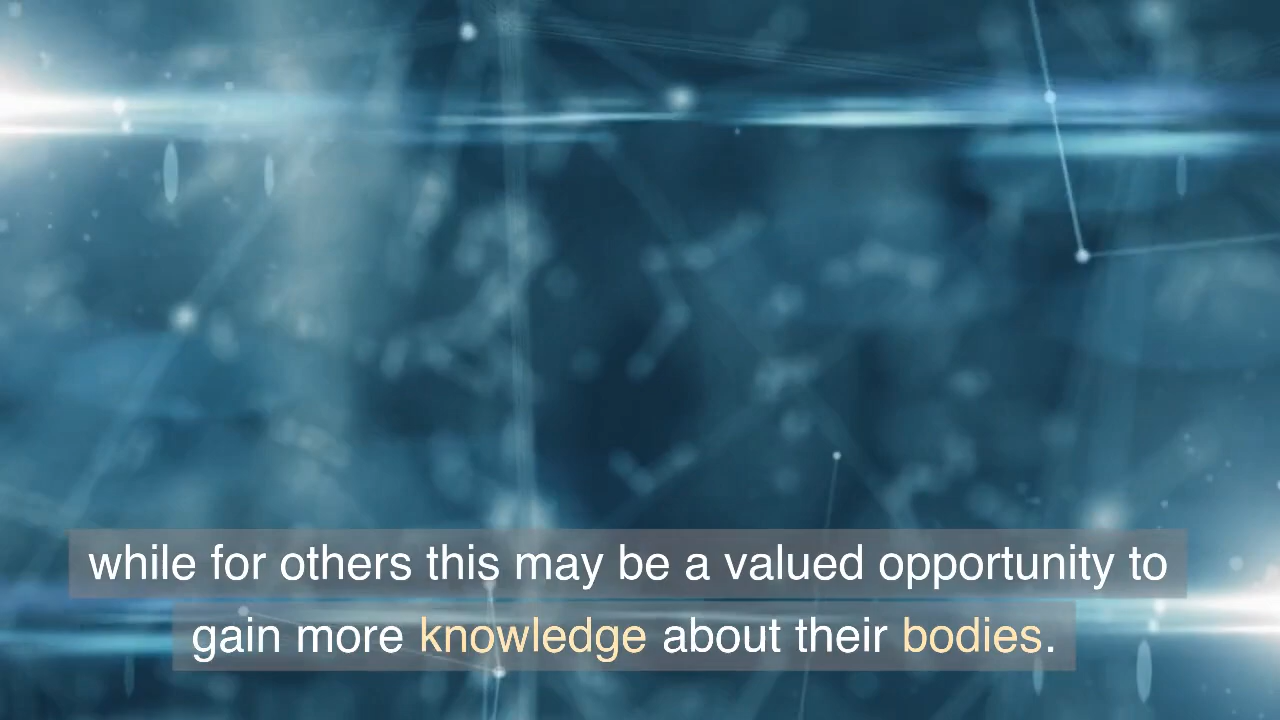 while for others this may be a valued opportunity to
gain more knowledge about their bodies.